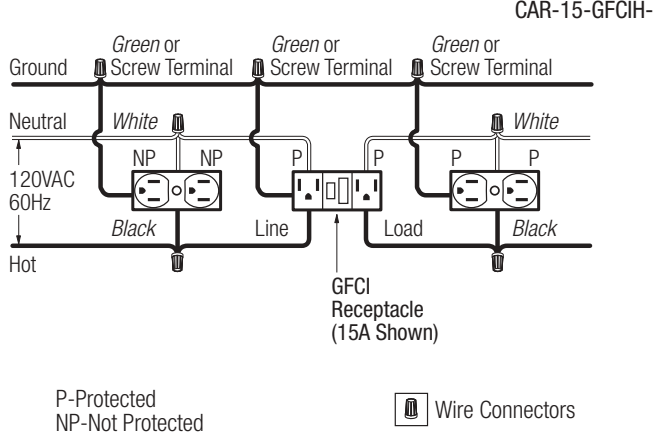 CAR-15-GFCIH-
Green or Green or Green or
Ground Screw Terminal Screw Terminal Screw Terminal
Neutral White White
NP NP P P P P
120VAC
60Hz
Black Line Load Black
Hot
GFCI
Receptacle
(15A Shown)
P-Protected
NP-Not Protected
Wire Connectors